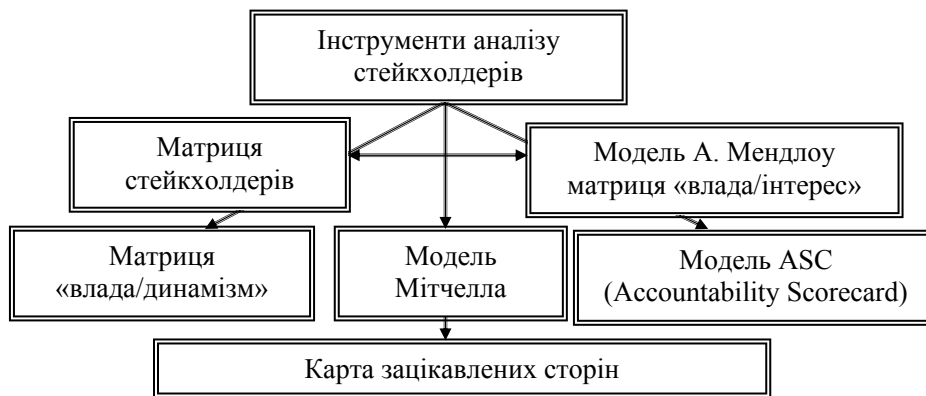 Інструменти аналізу
стейкхолдерів
Матриця
стейкхолдерів
Модель А. Мендлоу
матриця «влада/інтерес»
Матриця
«влада/динамізм»
Модель
Мітчелла
Модель ASC
(Accountability Scorecard)
Карта зацікавлених сторін